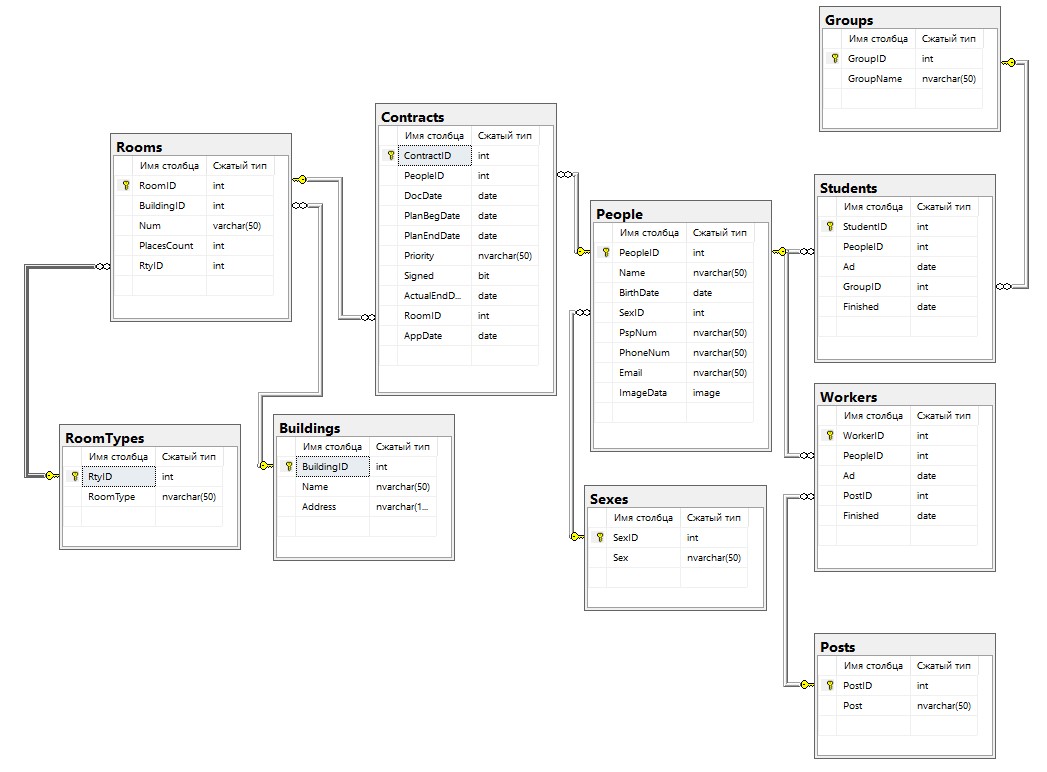 Groups
Имя столбца Сжатый тип
GroupID int
GroupName nvarchar(50)
Contracts
Имя столбца Сжатый тип
ContractID int
PeopleID int
DocDate date
PlanBegDate date
PlanEndDate date
Priority nvarchar(50)
Signed bit
ActualEndD... date
RoomID int
AppDate date
Rooms
Имя столбца Сжатый тип
RoomID int
BuildingID int
Num varchar(50)
PlacesCount int
RtyID int
Students
Имя столбца Сжатый тип
StudentID int
PeopleID int
Ad date
GroupID int
Finished date
People
Имя столбца Сжатый тип
PeopleID int
Name nvarchar(50)
BirthDate date
SexID int
PspNum nvarchar(50)
PhoneNum nvarchar(50)
Email nvarchar(50)
ImageData image
Workers
Имя столбца Сжатый тип
WorkerID int
PeopleID int
Ad date
PostID int
Finished date
RoomTypes
Имя столбца Сжатый тип
RtyID int
RoomType nvarchar(50)
Buildings
Имя столбца Сжатый тип
BuildingID int
Name nvarchar(50)
Address nvarchar(1...
Sexes
Имя столбца Сжатый тип
SexID int
Sex nvarchar(50)
Posts
Имя столбца Сжатый тип
PostID int
Post nvarchar(50)